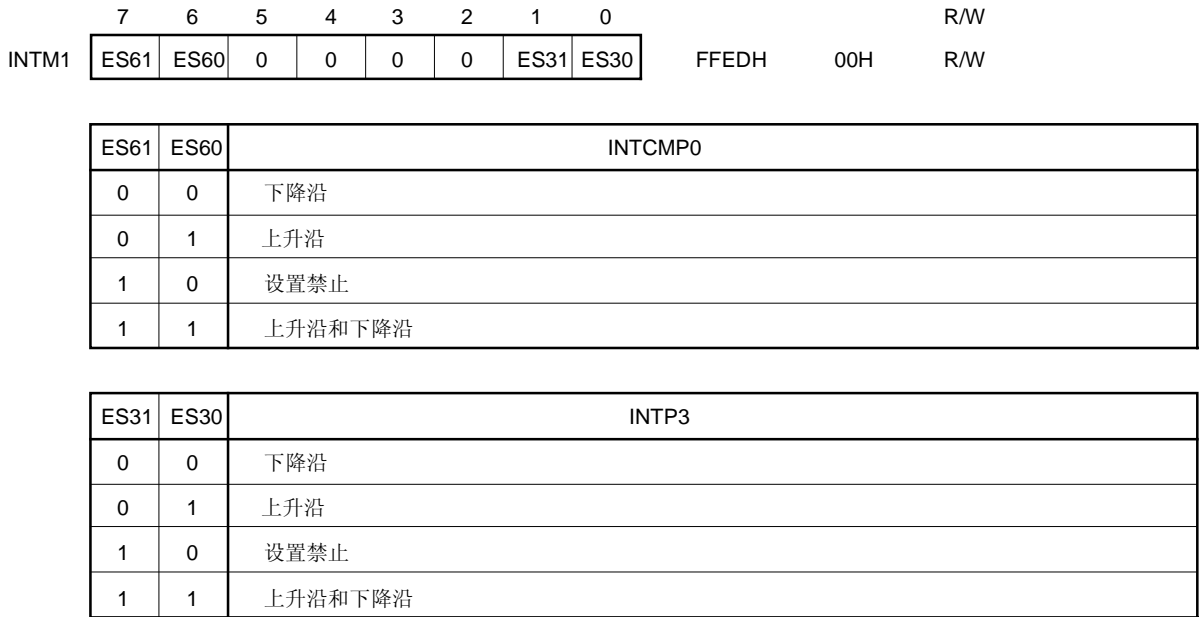 7 6 5 4 3 2 1 0 R/W
INTM1 ES61 ES60 0 0 0 0 ES31 ES30 FFEDH 00H R/W
ES61 ES60 INTCMP0
0 0 下降沿
0 1 上升沿
1 0 设置禁止
1 1 上升沿和下降沿
ES31 ES30 INTP3
0 0 下降沿
0 1 上升沿
1 0 设置禁止
1 1 上升沿和下降沿